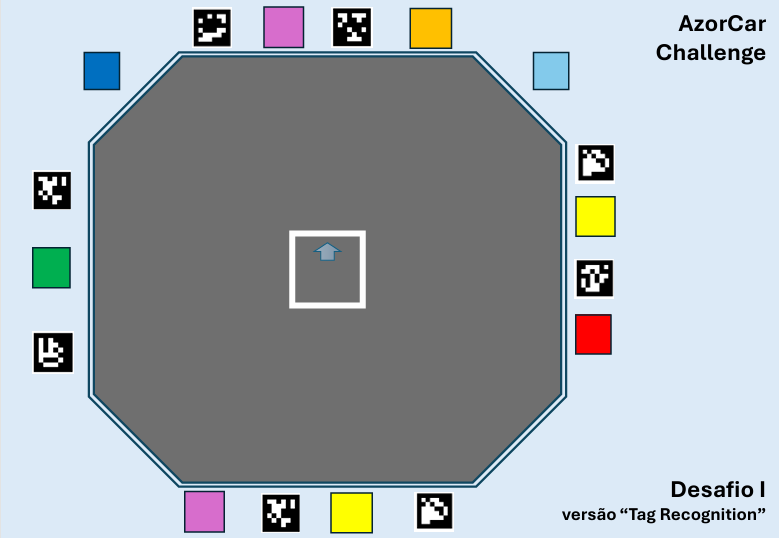 AzorCar
Challenge
Desafio I
versão “Tag Recognition”